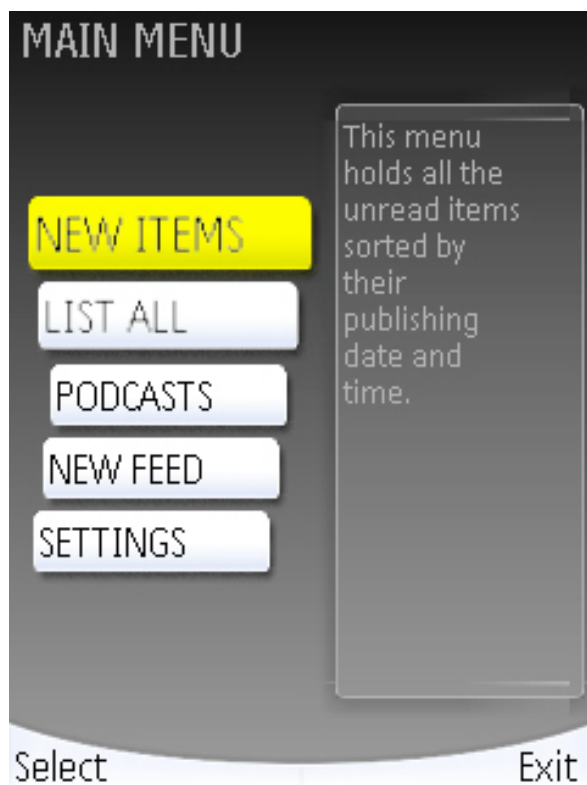 MAIN MENU
NEW ITEMS
LIST ALL
PODCASTS
NEW FEED
SETTINGS
This menu
holds all the
unread items
sorted by
their
publishing
date and
time.
Select
Exit